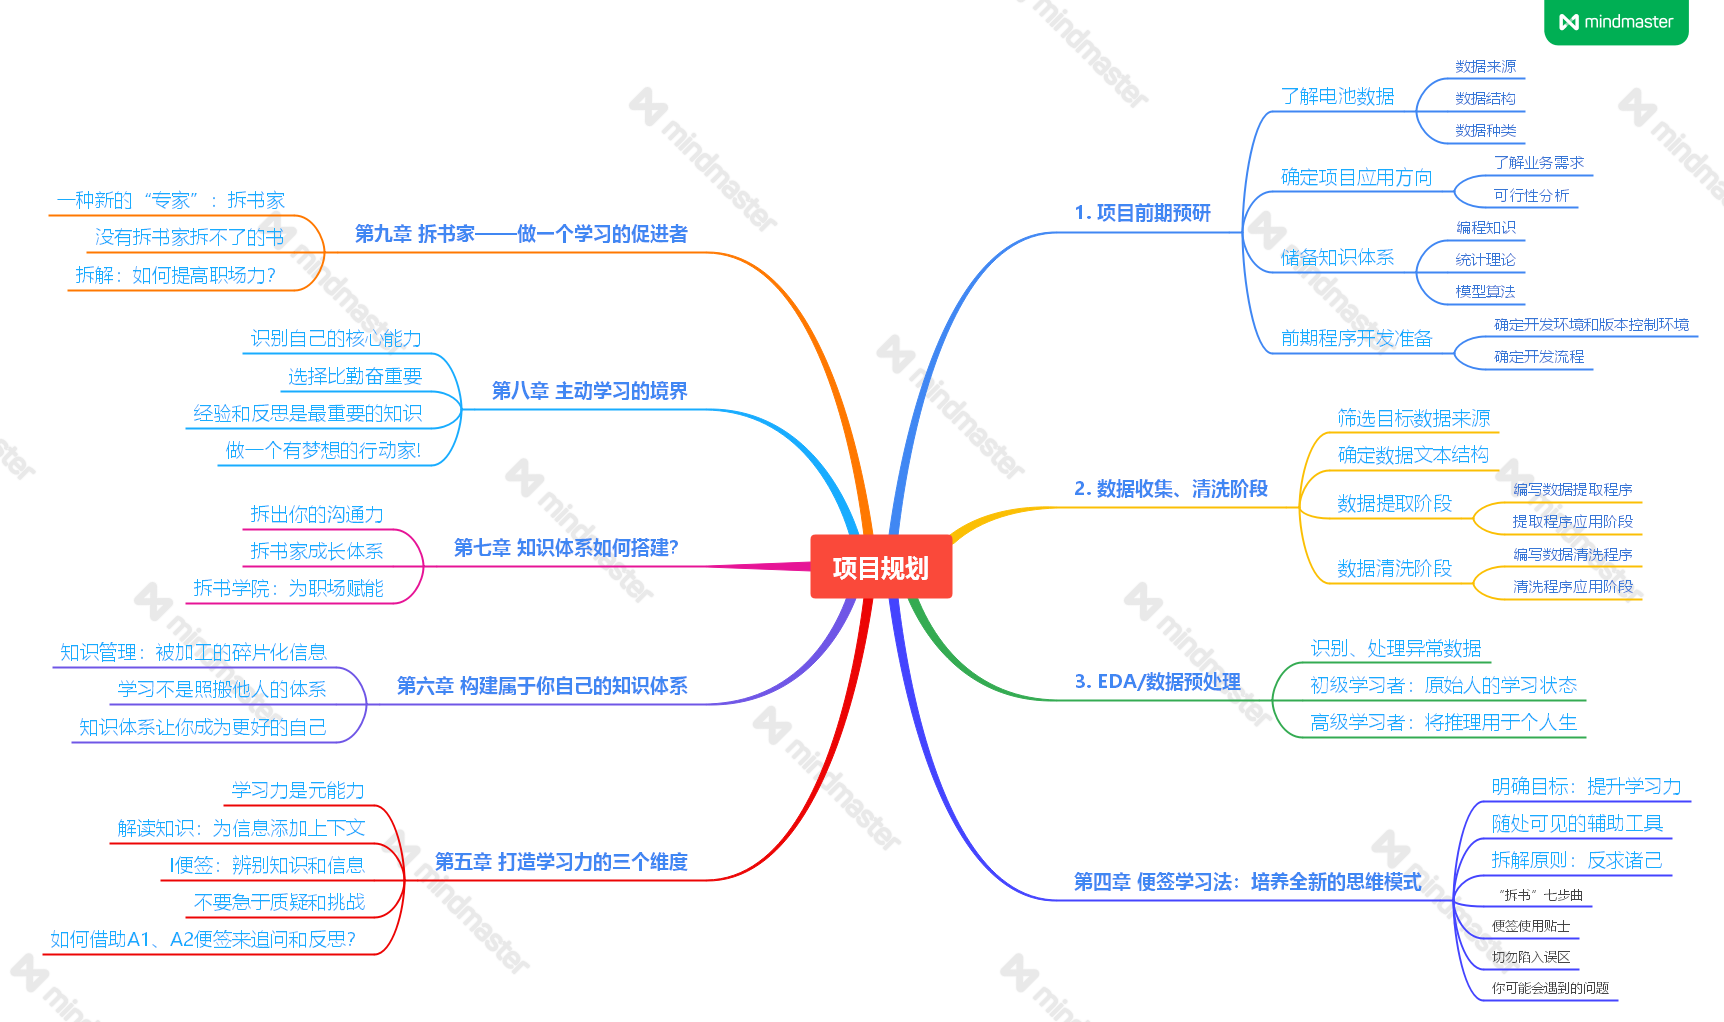 mindmaster
项目规划
1. 项目前期预研
了解电池数据
数据来源
数据结构
数据种类
确定项目应用方向
了解业务需求
可行性分析
储备知识体系
编程知识
统计理论
模型算法
前期程序开发准备
确定开发环境和版本控制环境
确定开发流程
2. 数据收集、清洗阶段
筛选目标数据来源
确定数据文本结构
数据提取阶段
编写数据提取程序
提取程序应用阶段
数据清洗阶段
编写数据清洗程序
清洗程序应用阶段
3. EDA/数据预处理
识别、处理异常数据
初级学习者：原始人的学习状态
高级学习者：将推理用于个人生
第四章 便签学习法：培养全新的思维模式
明确目标：提升学习力
随处可见的辅助工具
拆解原则：反求诸己
“拆书”七步曲
便签使用贴士
切勿陷入误区
你可能会遇到的问题
第五章 打造学习力的三个维度
学习力是元能力
解读知识：为信息添加上下文
I便签：辨别知识和信息
不要急于质疑和挑战
如何借助A1、A2便签来追问和反思？
第六章 构建属于你自己的知识体系
知识管理：被加工的碎片化信息
学习不是照搬他人的体系
知识体系让你成为更好的自己
第七章 知识体系如何搭建?
拆出你的沟通力
拆书家成长体系
拆书学院：为职场赋能
第八章 主动学习的境界
识别自己的核心能力
选择比勤奋重要
经验和反思是最重要的知识
做一个有梦想的行动家!
第九章 拆书家——做一个学习的促进者
一种新的“专家”：拆书家
没有拆书家拆不了的书
拆解：如何提高职场力？